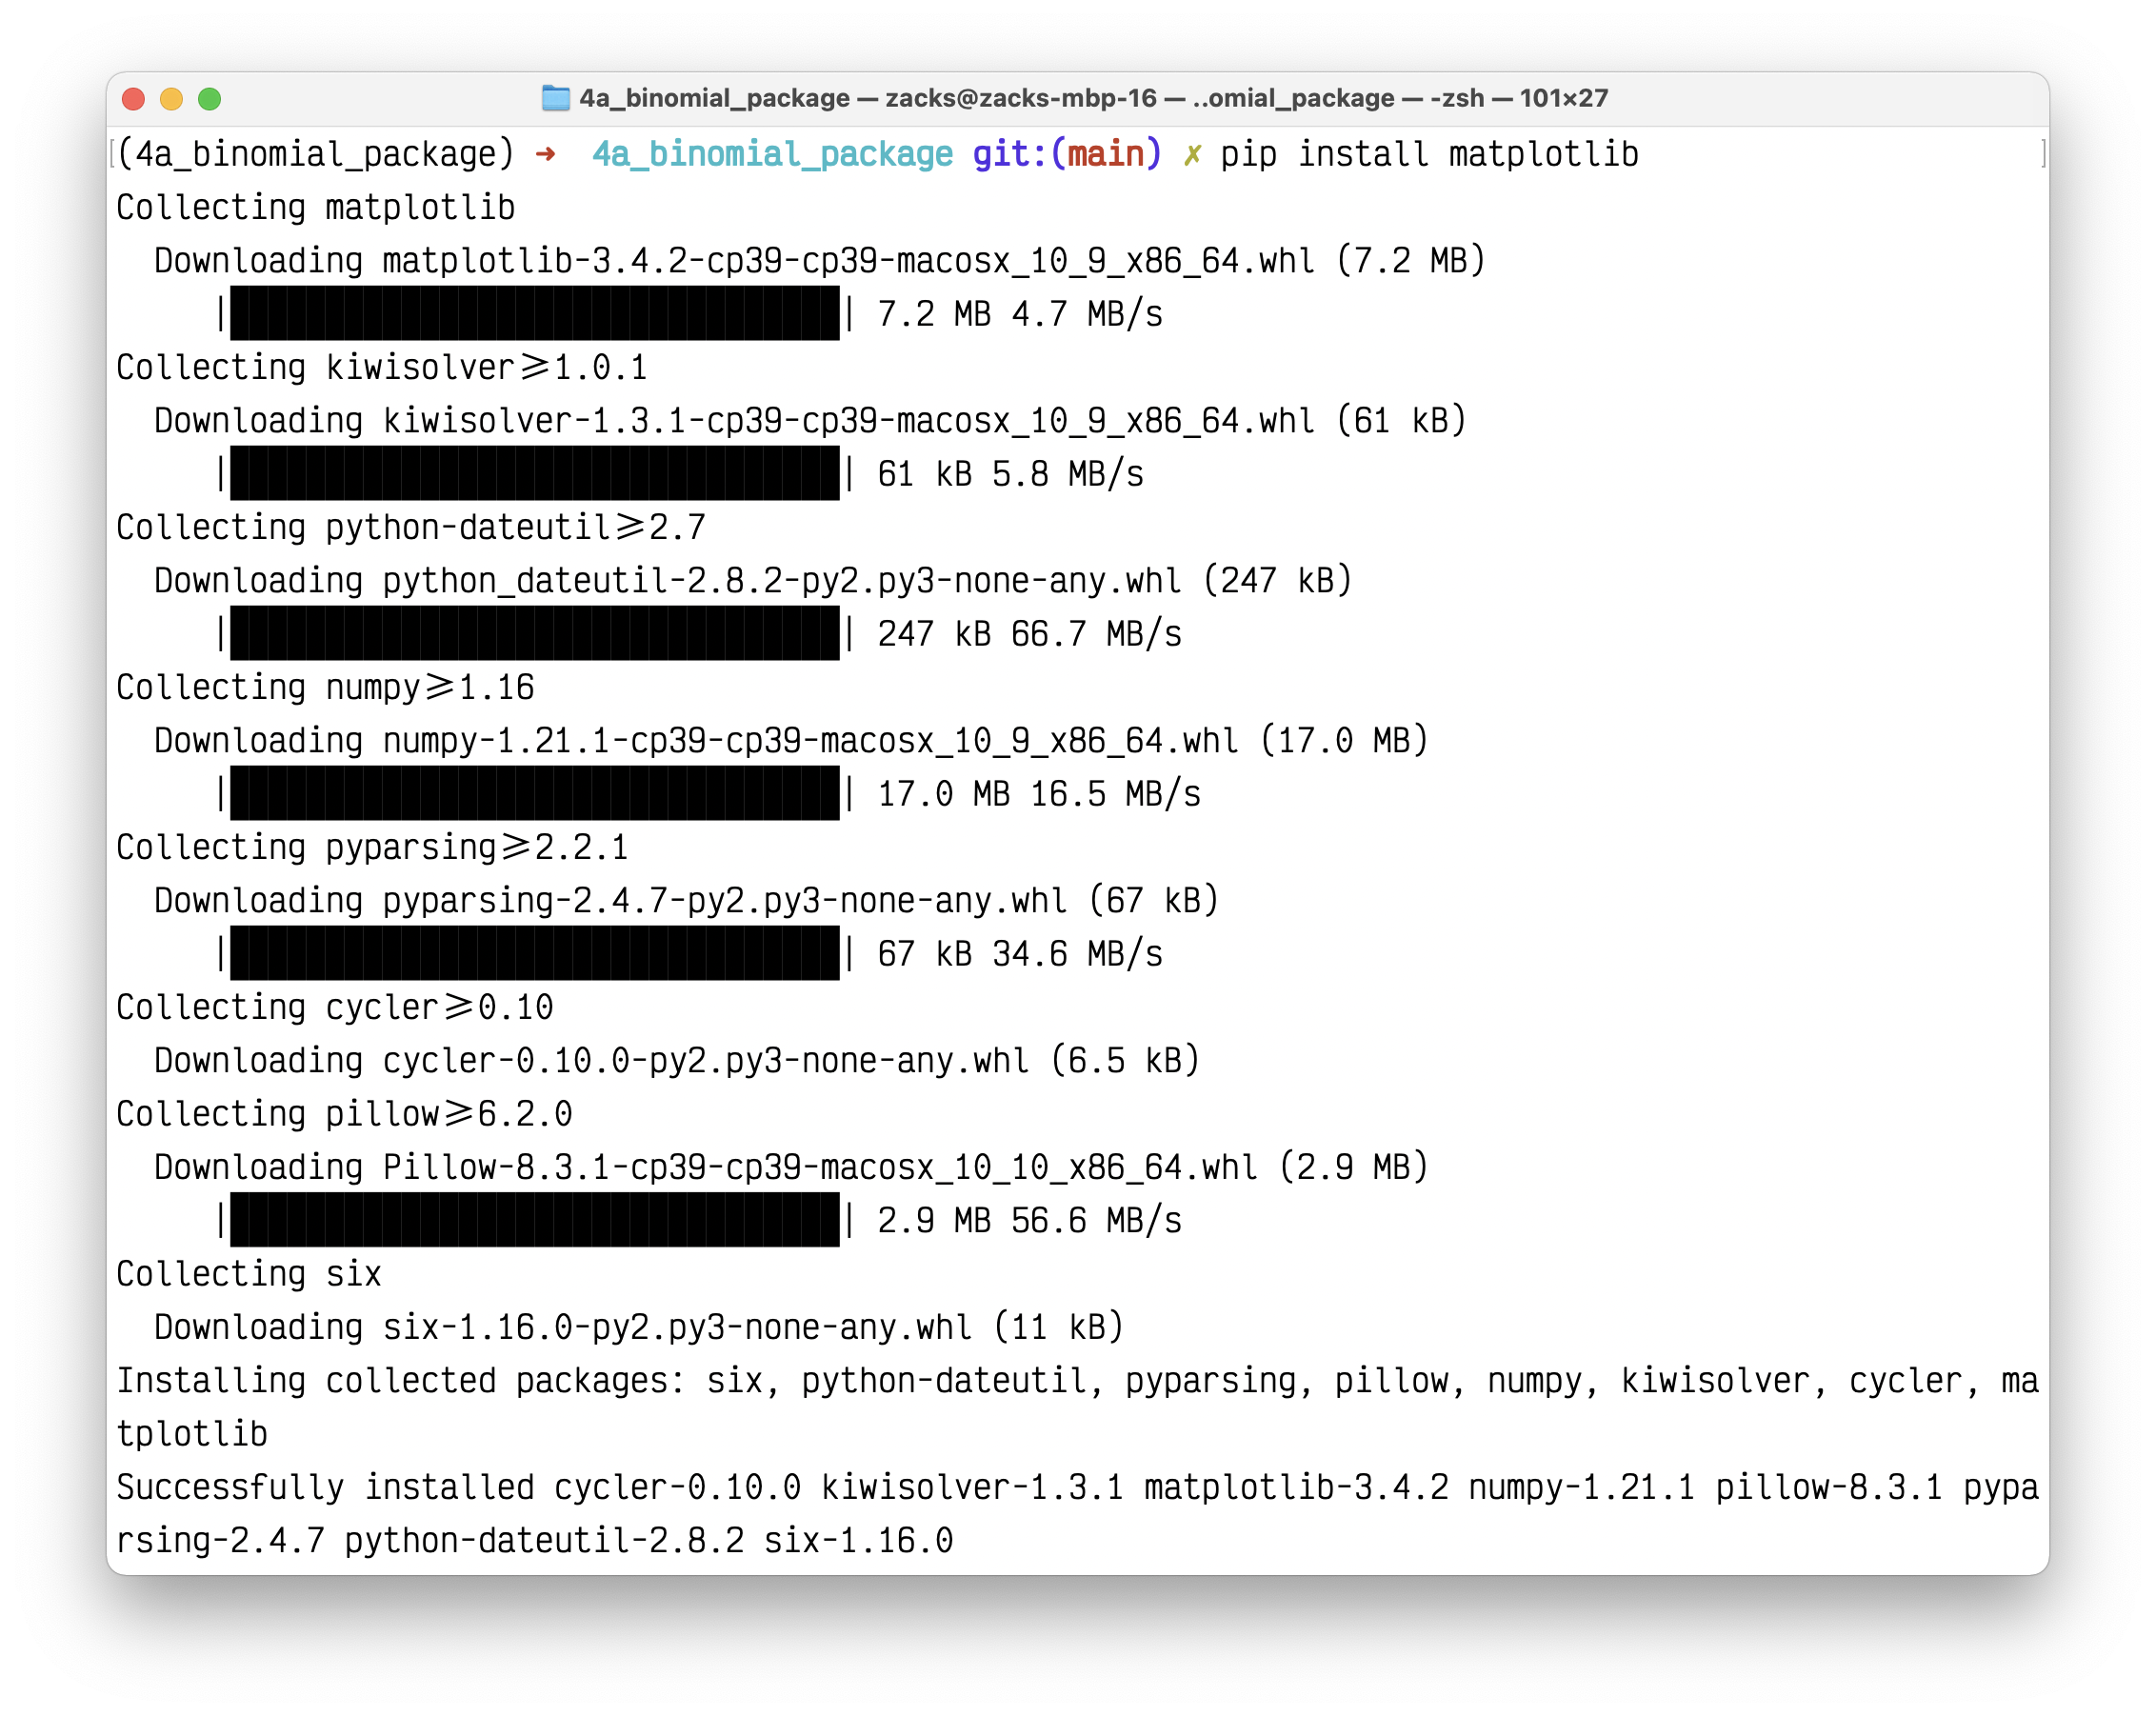 4a_binomial_package — zacks@zacks-mbp-16 — ..omial_package — -zsh — 101×27
(4a_binomial_package) ➜  4a_binomial_package git:(main) ✗ pip install matplotlib
Collecting matplotlib
  Downloading matplotlib-3.4.2-cp39-cp39-macosx_10_9_x86_64.whl (7.2 MB)
     |████████████████████████████████| 7.2 MB 4.7 MB/s
Collecting kiwisolver>=1.0.1
  Downloading kiwisolver-1.3.1-cp39-cp39-macosx_10_9_x86_64.whl (61 kB)
     |████████████████████████████████| 61 kB 5.8 MB/s
Collecting python-dateutil>=2.7
  Downloading python_dateutil-2.8.2-py2.py3-none-any.whl (247 kB)
     |████████████████████████████████| 247 kB 66.7 MB/s
Collecting numpy>=1.16
  Downloading numpy-1.21.1-cp39-cp39-macosx_10_9_x86_64.whl (17.0 MB)
     |████████████████████████████████| 17.0 MB 16.5 MB/s
Collecting pyparsing>=2.2.1
  Downloading pyparsing-2.4.7-py2.py3-none-any.whl (67 kB)
     |████████████████████████████████| 67 kB 34.6 MB/s
Collecting cycler>=0.10
  Downloading cycler-0.10.0-py2.py3-none-any.whl (6.5 kB)
Collecting pillow>=6.2.0
  Downloading Pillow-8.3.1-cp39-cp39-macosx_10_10_x86_64.whl (2.9 MB)
     |████████████████████████████████| 2.9 MB 56.6 MB/s
Collecting six
  Downloading six-1.16.0-py2.py3-none-any.whl (11 kB)
Installing collected packages: six, python-dateutil, pyparsing, pillow, numpy, kiwisolver, cycler, ma
tplotlib
Successfully installed cycler-0.10.0 kiwisolver-1.3.1 matplotlib-3.4.2 numpy-1.21.1 pillow-8.3.1 pypa
rsing-2.4.7 python-dateutil-2.8.2 six-1.16.0